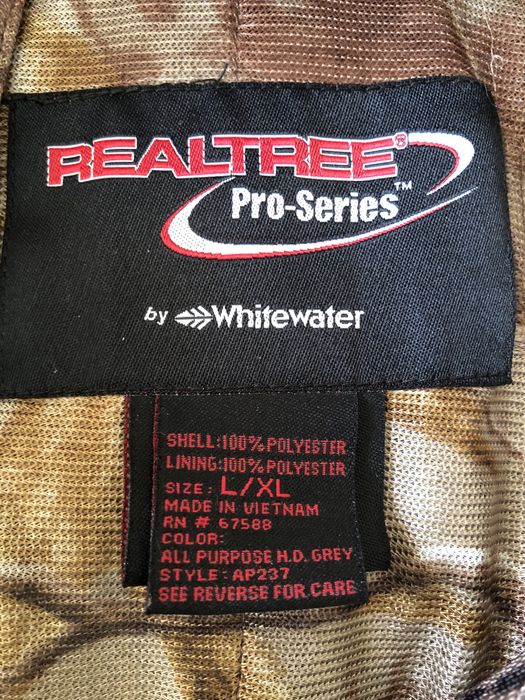 REALTREE®
Pro-Series™
by Whitewater
SHELL:100% POLYESTER
LINING:100% POLYESTER
SIZE: L/XL
MADE IN VIETNAM
RN # 67588
COLOR:
ALL PURPOSE H.D. GREY
STYLE: AP237
SEE REVERSE FOR CARE